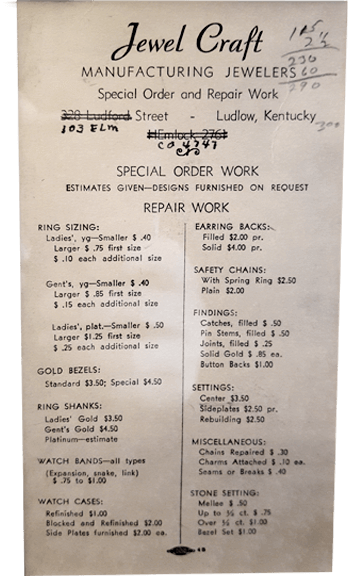 Jewel Craft
MANUFACTURING JEWELERS
115
2½
230
60
290
300
Special Order and Repair Work
328 Ludford Street - Ludlow, Kentucky
103 Elm
HEmlock 2761
CO 4747
SPECIAL ORDER WORK
ESTIMATES GIVEN—DESIGNS FURNISHED ON REQUEST
REPAIR WORK
RING SIZING:
Ladies', yg—Smaller $ .40
Larger $ .75 first size
$ .10 each additional size
Gent's, yg—Smaller $ .40
Larger $ .85 first size
$ .15 each additional size
Ladies', plat.—Smaller $ .50
Larger $1.25 first size
$ .25 each additional size
GOLD BEZELS:
Standard $3.50; Special $4.50
RING SHANKS:
Ladies' Gold $3.50
Gent's Gold $4.50
Platinum—estimate
WATCH BANDS—all types
(Expansion, snake, link)
$ .75 to $1.00
WATCH CASES:
Refinished $1.00
Blocked and Refinished $2.00
Side Plates furnished $2.00 ea.
EARRING BACKS:
Filled $2.00 pr.
Solid $4.00 pr.
SAFETY CHAINS:
With Spring Ring $2.50
Plain $2.00
FINDINGS:
Catches, filled $ .50
Pin Stems, filled $ .50
Joints, filled $ .25
Solid Gold $ .85 ea.
Button Backs $1.00
SETTINGS:
Center $3.50
Sideplates $2.50 pr.
Rebuilding $2.50
MISCELLANEOUS:
Chains Repaired $ .30
Charms Attached $ .10 ea.
Seams or Breaks $ .40
STONE SETTING:
Mellee $ .50
Up to ½ ct. $ .75
Over ½ ct. $1.00
Bezel Set $1.00